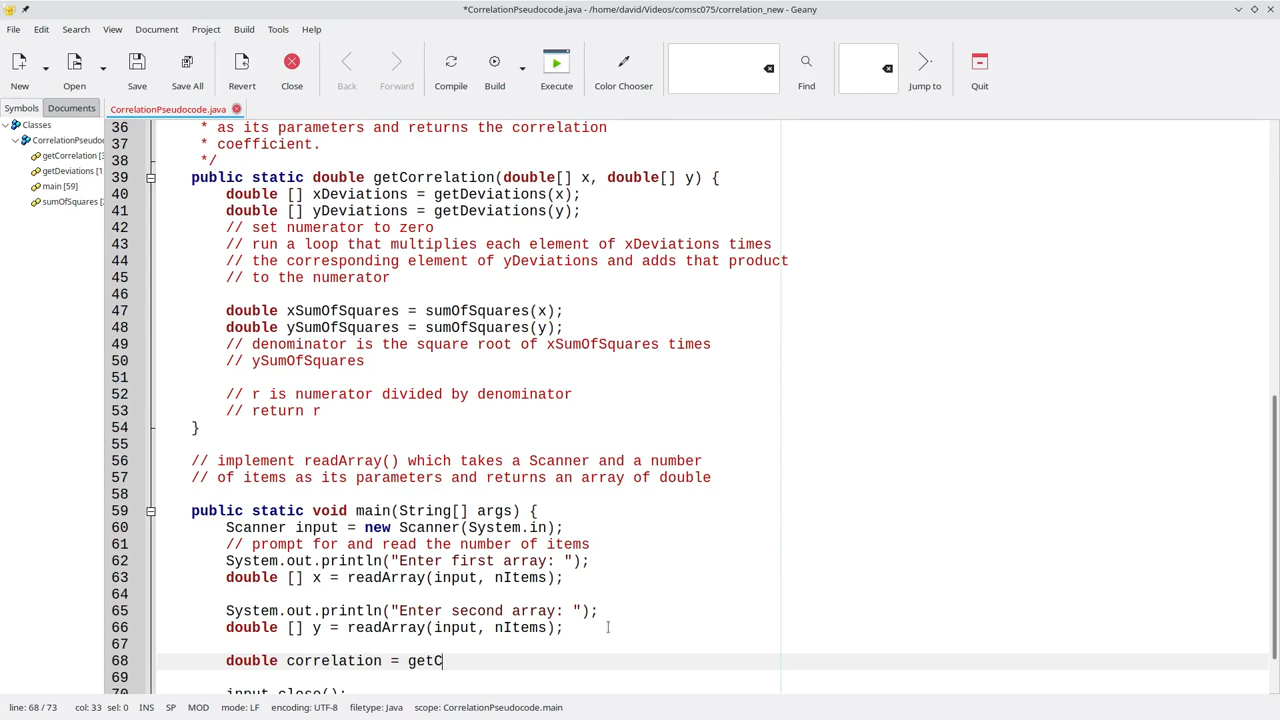 *CorrelationPseudocode.java - /home/david/Videos/comsc075/correlation_new - Geany
File Edit Search View Document Project Build Tools Help
New Open Save Save All Revert Close Back Forward Compile Build Execute Color Chooser Find Jump to Quit
Symbols Documents CorrelationPseudocode.java
Classes
CorrelationPseudoc
getCorrelation [3
getDeviations [1
main [59]
sumOfSquares [
36 * as its parameters and returns the correlation
37 * coefficient.
38 */
39 public static double getCorrelation(double[] x, double[] y) {
40 double [] xDeviations = getDeviations(x);
41 double [] yDeviations = getDeviations(y);
42 // set numerator to zero
43 // run a loop that multiplies each element of xDeviations times
44 // the corresponding element of yDeviations and adds that product
45 // to the numerator
46
47 double xSumOfSquares = sumOfSquares(x);
48 double ySumOfSquares = sumOfSquares(y);
49 // denominator is the square root of xSumOfSquares times
50 // ySumOfSquares
51
52 // r is numerator divided by denominator
53 // return r
54 }
55
56 // implement readArray() which takes a Scanner and a number
57 // of items as its parameters and returns an array of double
58
59 public static void main(String[] args) {
60 Scanner input = new Scanner(System.in);
61 // prompt for and read the number of items
62 System.out.println("Enter first array: ");
63 double [] x = readArray(input, nItems);
64
65 System.out.println("Enter second array: ");
66 double [] y = readArray(input, nItems);
67
68 double correlation = getC
69
70 input.close();
line: 68 / 73 col: 33 sel: 0 INS SP MOD mode: LF encoding: UTF-8 filetype: Java scope: CorrelationPseudocode.main